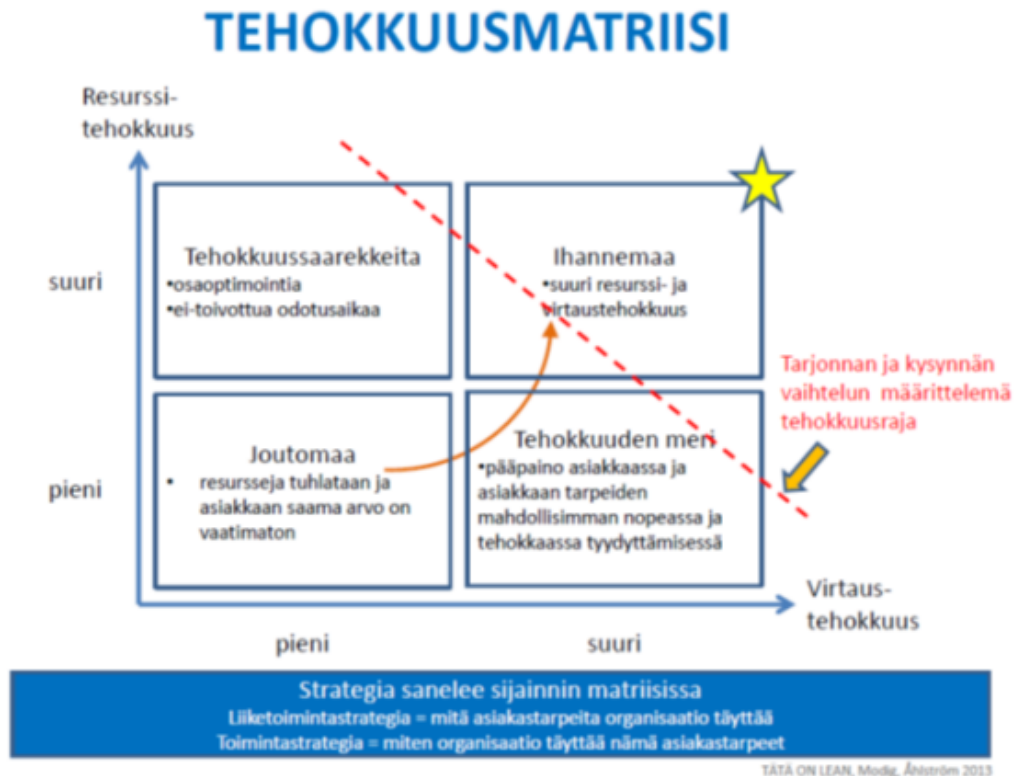 TEHOKKUUSMATRIISI
Resurssi-
tehokkuus
suuri
Tehokkuussaarekkeita
•osaoptimointia
•ei-toivottua odotusaikaa
Ihannemaa
•suuri resurssi- ja
virtaustehokkuus
Tarjonnan ja kysynnän
vaihtelun määrittelemä
tehokkuusraja
pieni
Joutomaa
• resursseja tuhlataan ja
asiakkaan saama arvo on
vaatimaton
Tehokkuuden meri
•pääpaino asiakkaassa ja
asiakkaan tarpeiden
mahdollisimman nopeassa ja
tehokkaassa tyydyttämisessä
Virtaus-
tehokkuus
pieni
suuri
Strategia sanelee sijainnin matriisissa
Liiketoimintastrategia = mitä asiakastarpeita organisaatio täyttää
Toimintastrategia = miten organisaatio täyttää nämä asiakastarpeet
TÄTÄ ON LEAN, Modig, Åhlström 2013